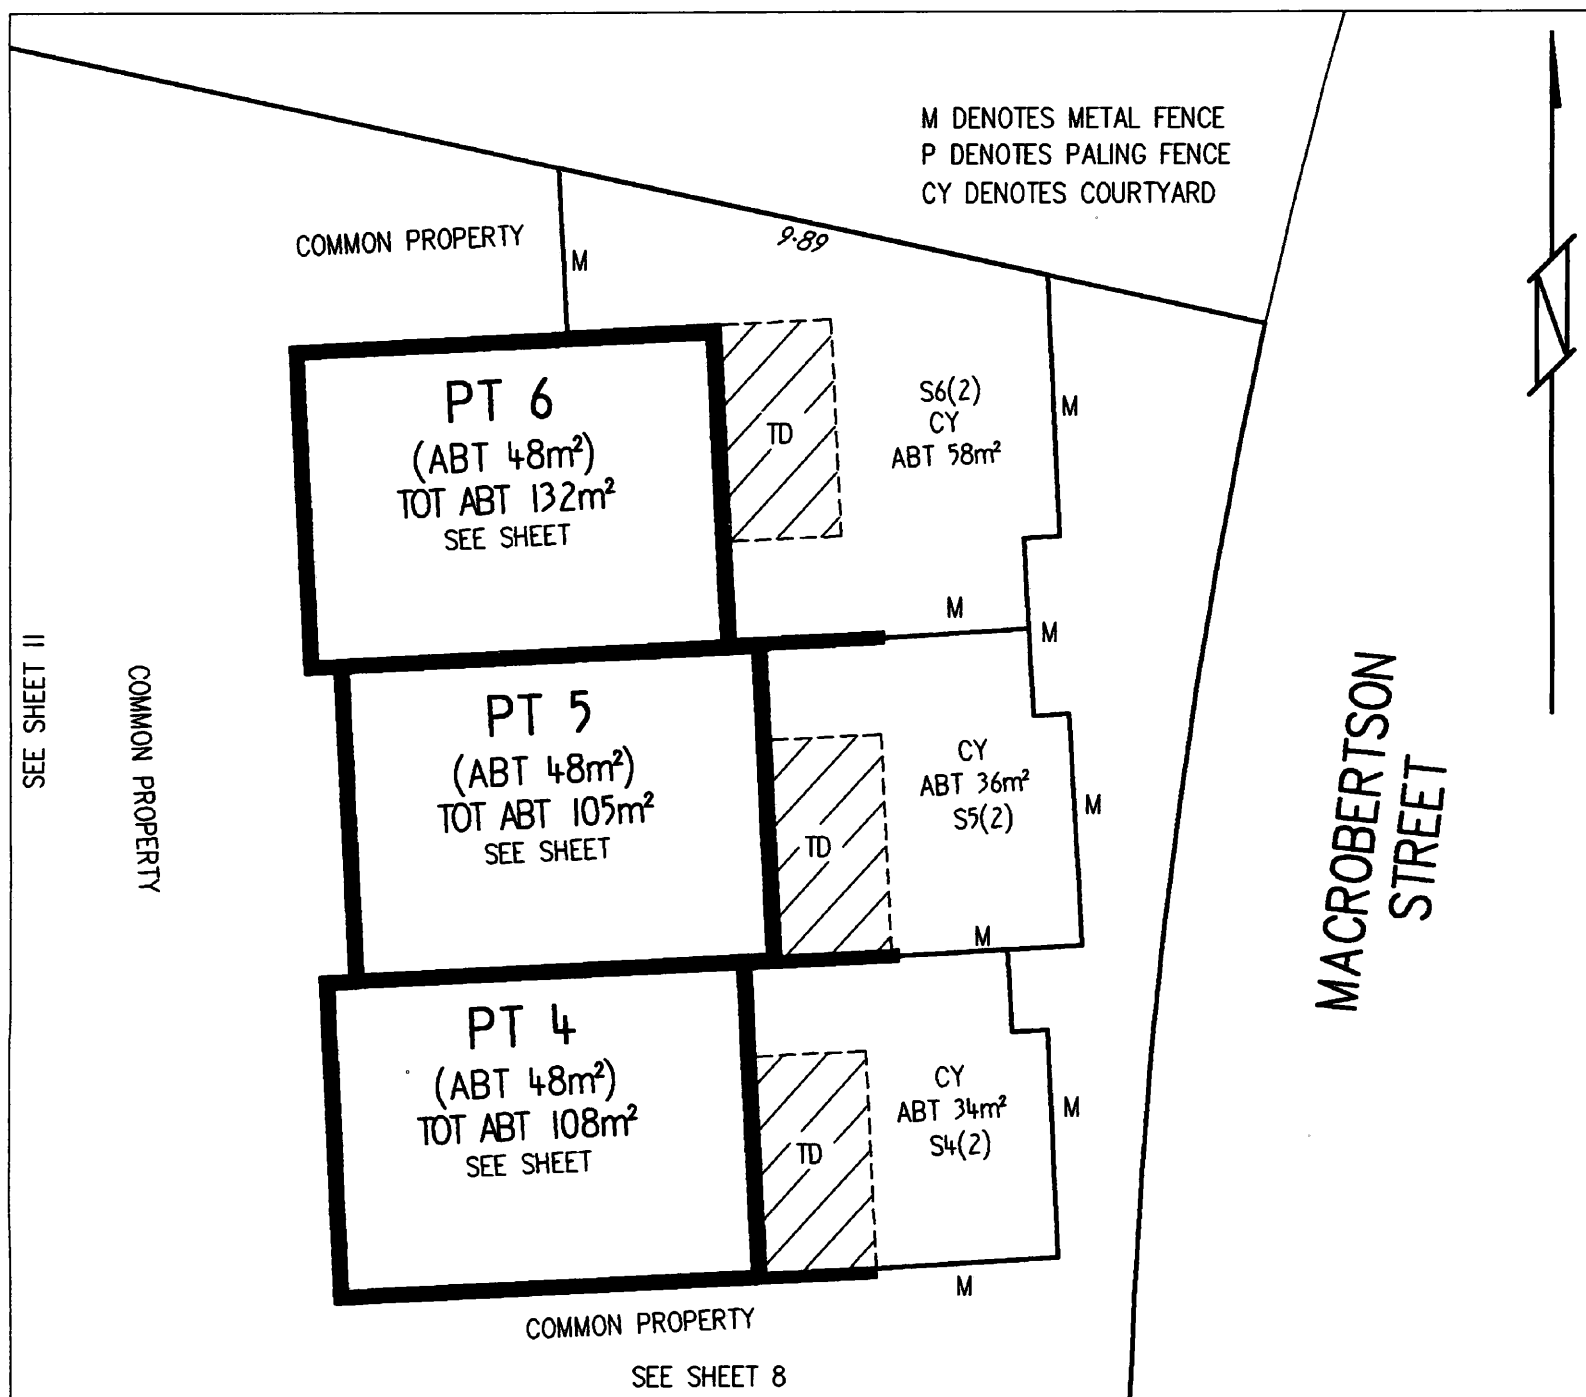 M DENOTES METAL FENCE
P DENOTES PALING FENCE
CY DENOTES COURTYARD
COMMON PROPERTY
M
9·89
N
PT 6
(ABT 48m²)
TOT ABT 132m²
SEE SHEET
TD
S6(2)
CY
ABT 58m²
M
M
M
SEE SHEET 11
COMMON PROPERTY
PT 5
(ABT 48m²)
TOT ABT 105m²
SEE SHEET
TD
CY
ABT 36m²
S5(2)
M
M
MACROBERTSON
STREET
PT 4
(ABT 48m²)
TOT ABT 108m²
SEE SHEET
TD
CY
ABT 34m²
S4(2)
M
M
COMMON PROPERTY
SEE SHEET 8